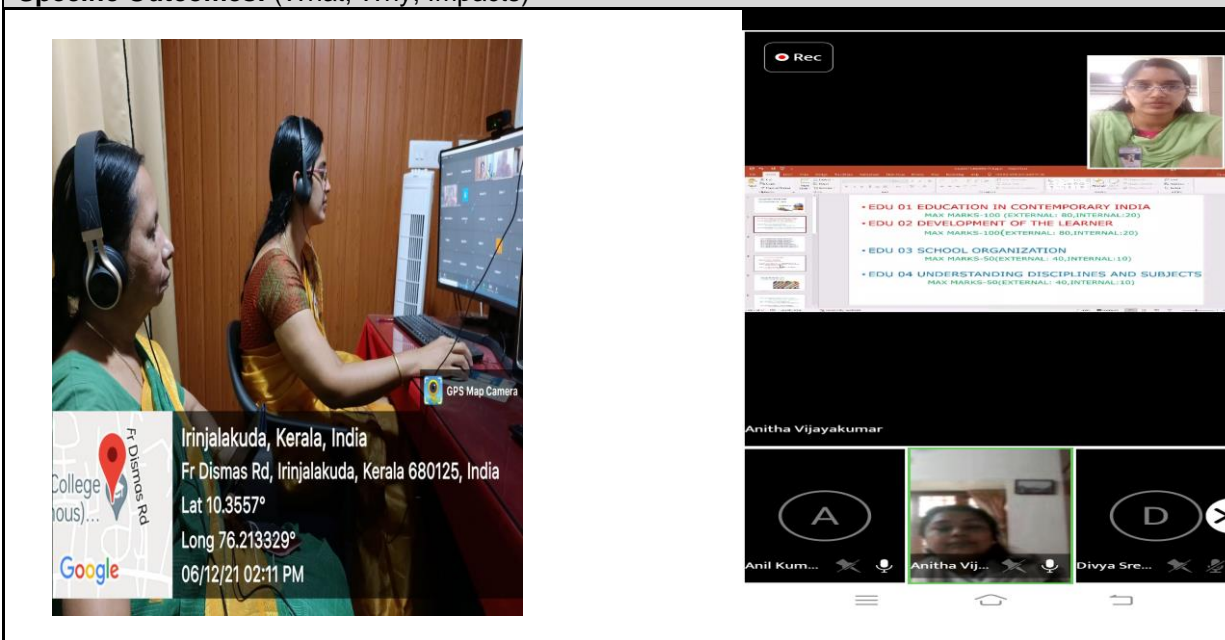 Specific Outcomes: (What, Why, Impacts)
GPS Map Camera
Fr Dismas Rd
College
nous)...
Google
Irinjalakuda, Kerala, India
Fr Dismas Rd, Irinjalakuda, Kerala 680125, India
Lat 10.3557°
Long 76.213329°
06/12/21 02:11 PM
Rec
• EDU 01 EDUCATION IN CONTEMPORARY INDIA
MAX MARKS-100 (EXTERNAL: 80,INTERNAL:20)
• EDU 02 DEVELOPMENT OF THE LEARNER
MAX MARKS-100(EXTERNAL: 80,INTERNAL:20)
• EDU 03 SCHOOL ORGANIZATION
MAX MARKS-50(EXTERNAL: 40,INTERNAL:10)
• EDU 04 UNDERSTANDING DISCIPLINES AND SUBJECTS
MAX MARKS-50(EXTERNAL: 40,INTERNAL:10)
Anitha Vijayakumar
A
D
Anil Kum...
Anitha Vij...
Divya Sre...